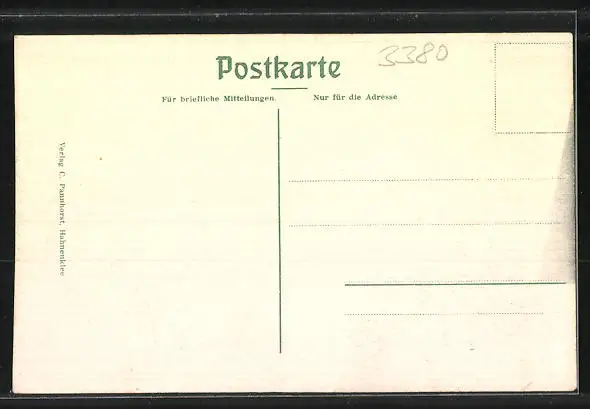 3380
Postkarte
Für briefliche Mitteilungen.
Nur für die Adresse
Verlag C. Pannhorst, Hahnenklee